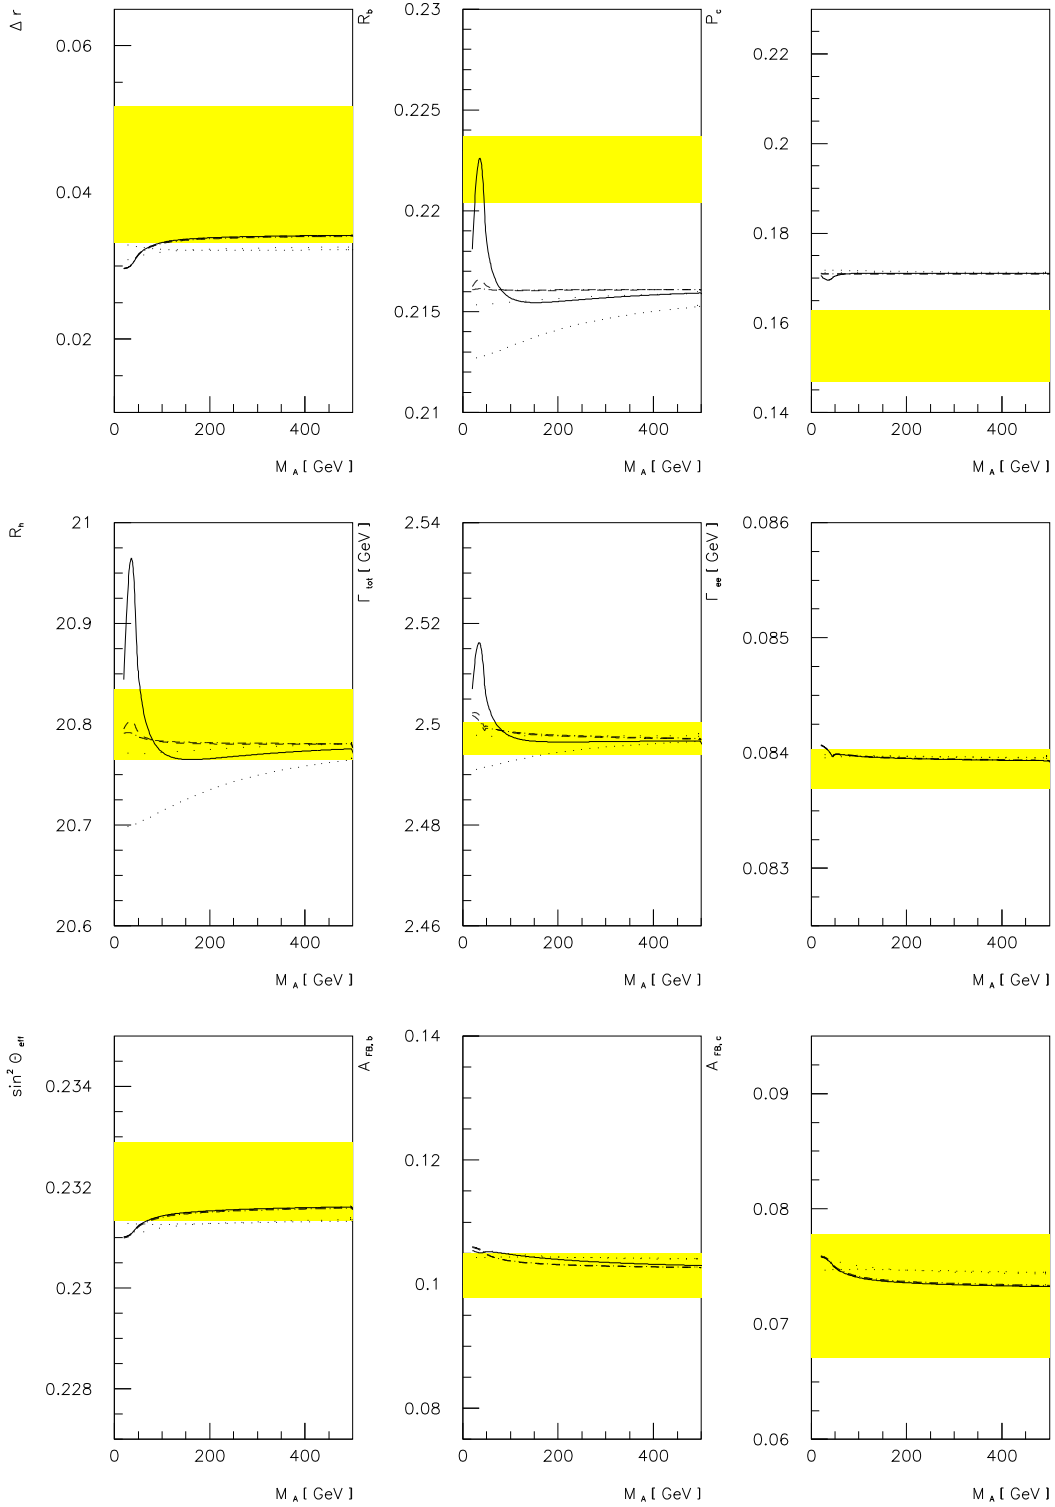 Δ r
0.06
0.04
0.02
0 200 400
M A [ GeV ]
R b
0.23
0.225
0.22
0.215
0.21
0 200 400
M A [ GeV ]
P c
0.22
0.2
0.18
0.16
0.14
0 200 400
M A [ GeV ]
R h
21
20.9
20.8
20.7
20.6
0 200 400
M A [ GeV ]
Γ tot [ GeV ]
2.54
2.52
2.5
2.48
2.46
0 200 400
M A [ GeV ]
Γ ee [ GeV ]
0.086
0.085
0.084
0.083
0 200 400
M A [ GeV ]
sin² Θ eff
0.234
0.232
0.23
0.228
0 200 400
M A [ GeV ]
A FB, b
0.14
0.12
0.1
0.08
0 200 400
M A [ GeV ]
A FB, c
0.09
0.08
0.07
0.06
0 200 400
M A [ GeV ]